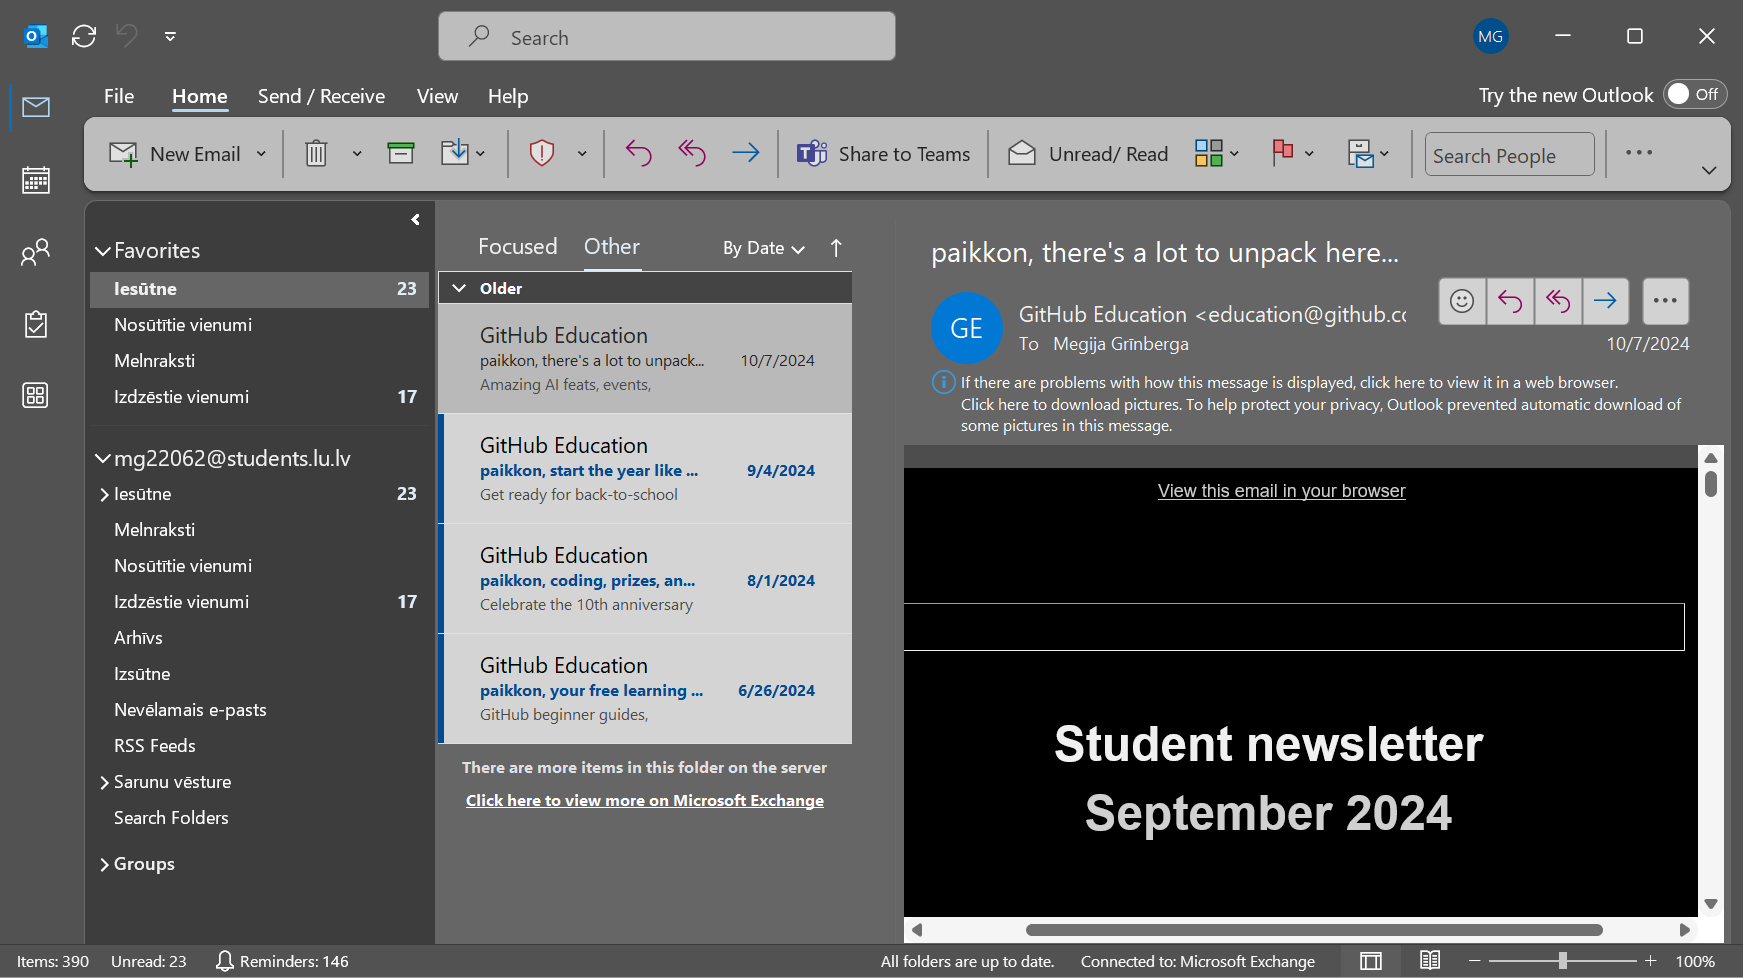 Search
MG
File Home Send / Receive View Help
Try the new Outlook Off
New Email Share to Teams Unread/ Read Search People
Favorites
Iesūtne 23
Nosūtītie vienumi
Melnraksti
Izdzēstie vienumi 17
mg22062@students.lu.lv
Iesūtne 23
Melnraksti
Nosūtītie vienumi
Izdzēstie vienumi 17
Arhīvs
Izsūtne
Nevēlamais e-pasts
RSS Feeds
Sarunu vēsture
Search Folders
Groups
Focused Other By Date
Older
GitHub Education
paikkon, there's a lot to unpack... 10/7/2024
Amazing AI feats, events,
GitHub Education
paikkon, start the year like ... 9/4/2024
Get ready for back-to-school
GitHub Education
paikkon, coding, prizes, an... 8/1/2024
Celebrate the 10th anniversary
GitHub Education
paikkon, your free learning ... 6/26/2024
GitHub beginner guides,
There are more items in this folder on the server
Click here to view more on Microsoft Exchange
paikkon, there's a lot to unpack here...
GE
GitHub Education <education@github.cc
To Megija Grīnberga 10/7/2024
If there are problems with how this message is displayed, click here to view it in a web browser.
Click here to download pictures. To help protect your privacy, Outlook prevented automatic download of
some pictures in this message.
View this email in your browser
Student newsletter
September 2024
Items: 390 Unread: 23 Reminders: 146 All folders are up to date. Connected to: Microsoft Exchange 100%